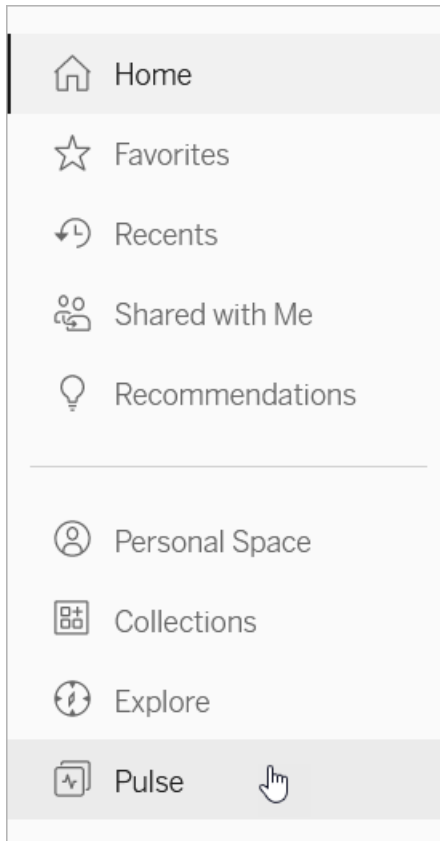 Home
Favorites
Recents
Shared with Me
Recommendations
Personal Space
Collections
Explore
Pulse